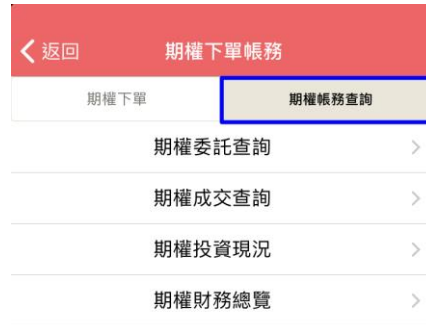 返回 期權下單帳務
期權下單 期權帳務查詢
期權委託查詢
期權成交查詢
期權投資現況
期權財務總覽